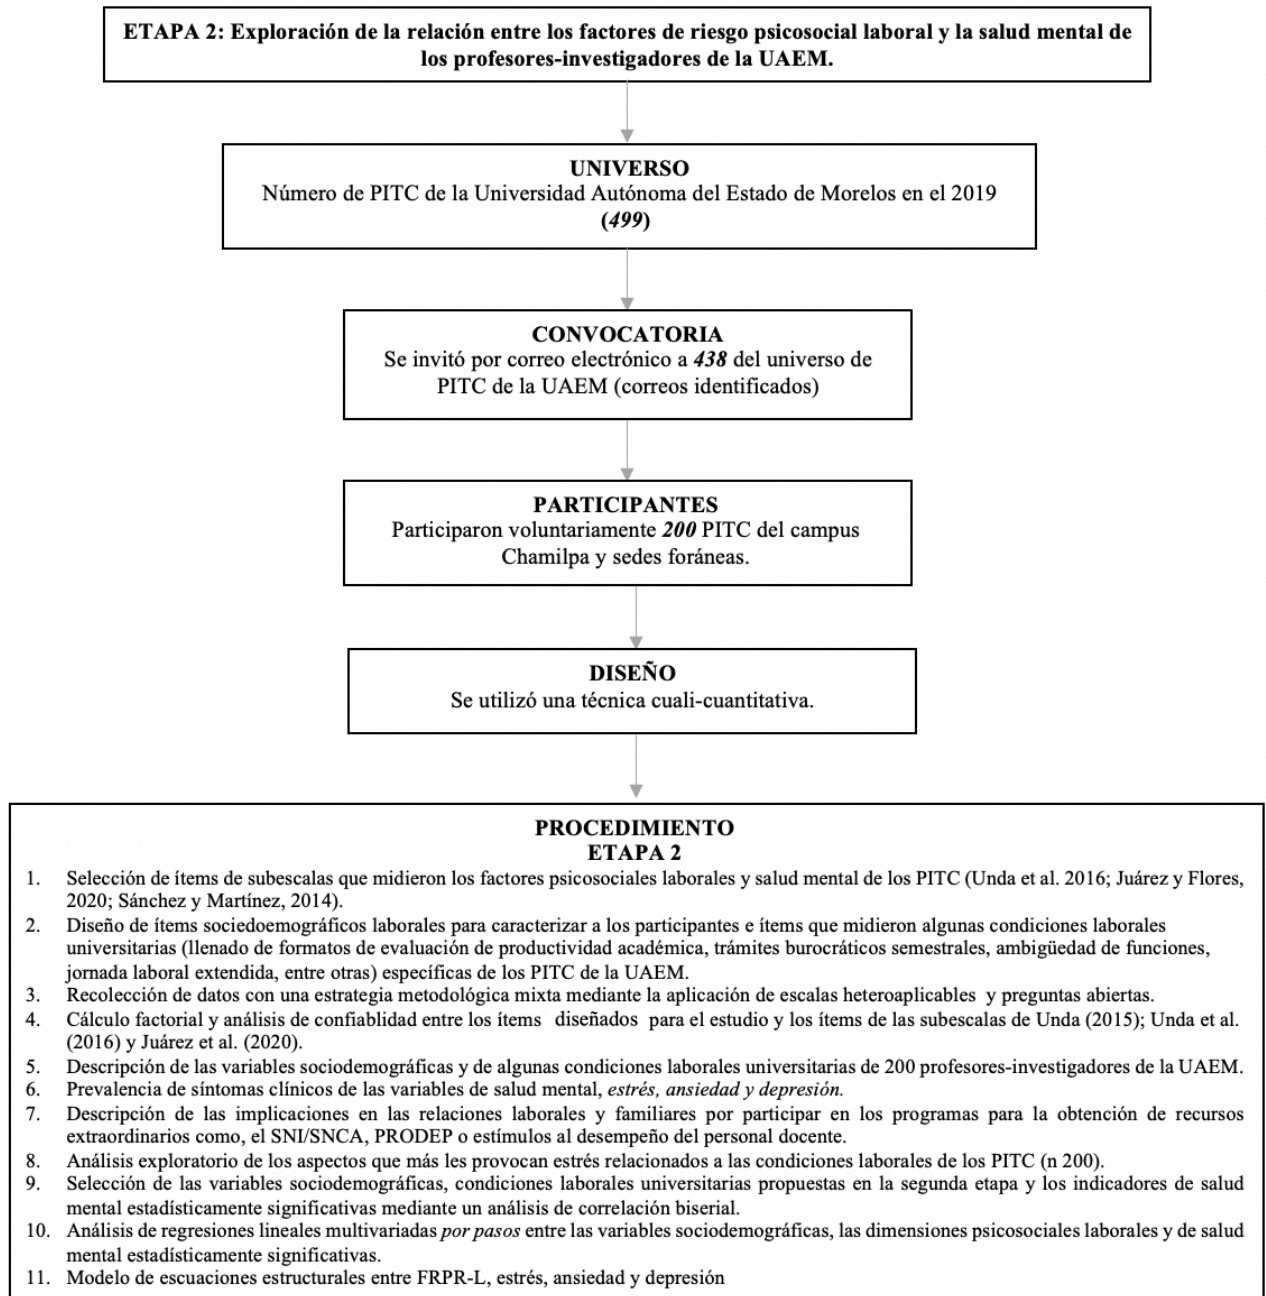 ETAPA 2: Exploración de la relación entre los factores de riesgo psicosocial laboral y la salud mental de
los profesores-investigadores de la UAEM.
UNIVERSO
Número de PITC de la Universidad Autónoma del Estado de Morelos en el 2019
(499)
CONVOCATORIA
Se invitó por correo electrónico a 438 del universo de
PITC de la UAEM (correos identificados)
PARTICIPANTES
Participaron voluntariamente 200 PITC del campus
Chamilpa y sedes foráneas.
DISEÑO
Se utilizó una técnica cuali-cuantitativa.
PROCEDIMIENTO
ETAPA 2
1. Selección de ítems de subescalas que midieron los factores psicosociales laborales y salud mental de los PITC (Unda et al. 2016; Juárez y Flores,
2020; Sánchez y Martínez, 2014).
2. Diseño de ítems sociedoemográficos laborales para caracterizar a los participantes e ítems que midieron algunas condiciones laborales
universitarias (llenado de formatos de evaluación de productividad académica, trámites burocráticos semestrales, ambigüedad de funciones,
jornada laboral extendida, entre otras) específicas de los PITC de la UAEM.
3. Recolección de datos con una estrategia metodológica mixta mediante la aplicación de escalas heteroaplicables y preguntas abiertas.
4. Cálculo factorial y análisis de confiablidad entre los ítems diseñados para el estudio y los ítems de las subescalas de Unda (2015); Unda et al.
(2016) y Juárez et al. (2020).
5. Descripción de las variables sociodemográficas y de algunas condiciones laborales universitarias de 200 profesores-investigadores de la UAEM.
6. Prevalencia de síntomas clínicos de las variables de salud mental, estrés, ansiedad y depresión.
7. Descripción de las implicaciones en las relaciones laborales y familiares por participar en los programas para la obtención de recursos
extraordinarios como, el SNI/SNCA, PRODEP o estímulos al desempeño del personal docente.
8. Análisis exploratorio de los aspectos que más les provocan estrés relacionados a las condiciones laborales de los PITC (n 200).
9. Selección de las variables sociodemográficas, condiciones laborales universitarias propuestas en la segunda etapa y los indicadores de salud
mental estadísticamente significativas mediante un análisis de correlación biserial.
10. Análisis de regresiones lineales multivariadas por pasos entre las variables sociodemográficas, las dimensiones psicosociales laborales y de salud
mental estadísticamente significativas.
11. Modelo de escuaciones estructurales entre FRPR-L, estrés, ansiedad y depresión